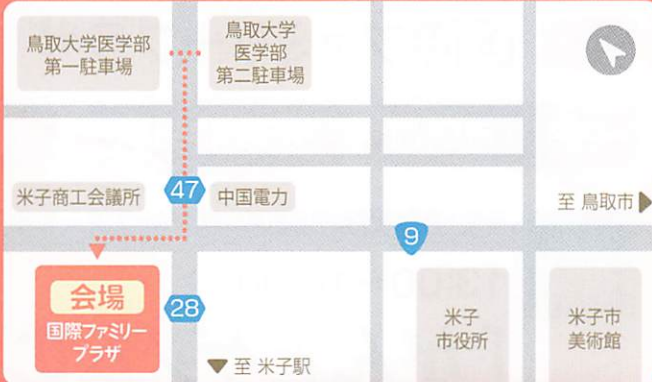 鳥取大学医学部
第一駐車場
鳥取大学
医学部
第二駐車場
米子商工会議所
47
中国電力
至 鳥取市
9
会場
国際ファミリー
プラザ
28
至 米子駅
米子
市役所
米子市
美術館